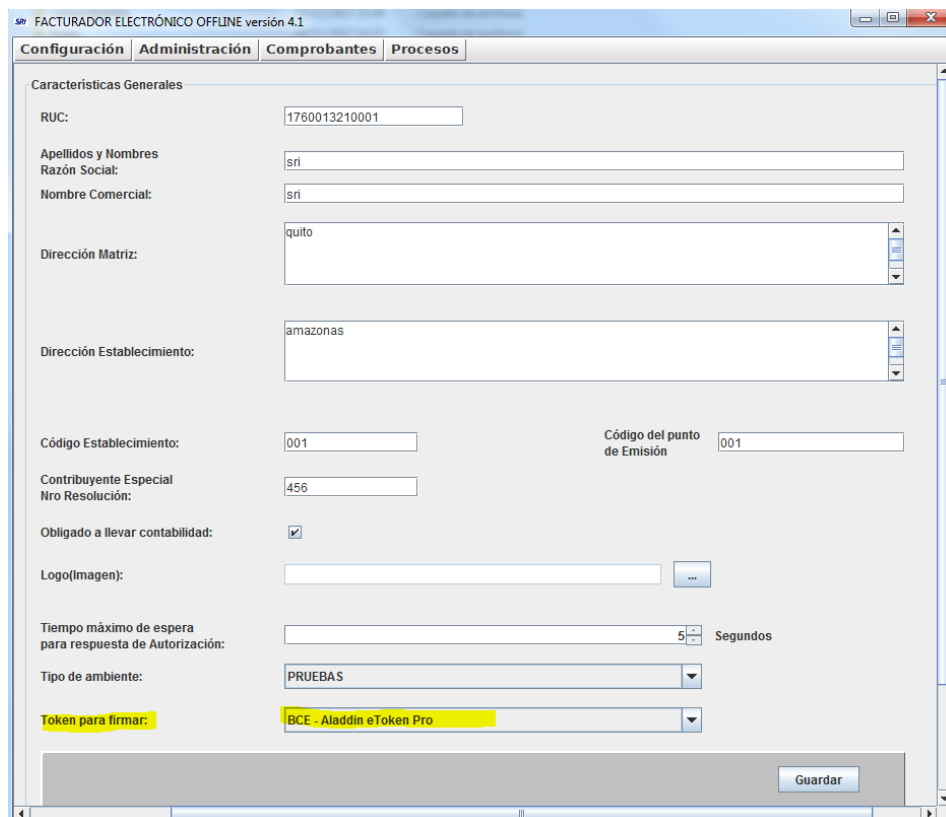 SRI FACTURADOR ELECTRÓNICO OFFLINE versión 4.1
Configuración Administración Comprobantes Procesos
Características Generales
RUC: 1760013210001
Apellidos y Nombres
Razón Social: sri
Nombre Comercial: sri
Dirección Matriz: quito
Dirección Establecimiento: amazonas
Código Establecimiento: 001 Código del punto
de Emisión 001
Contribuyente Especial
Nro Resolución: 456
Obligado a llevar contabilidad:
Logo(Imagen): ...
Tiempo máximo de espera
para respuesta de Autorización: 5 Segundos
Tipo de ambiente: PRUEBAS
Token para firmar: BCE - Aladdin eToken Pro
Guardar